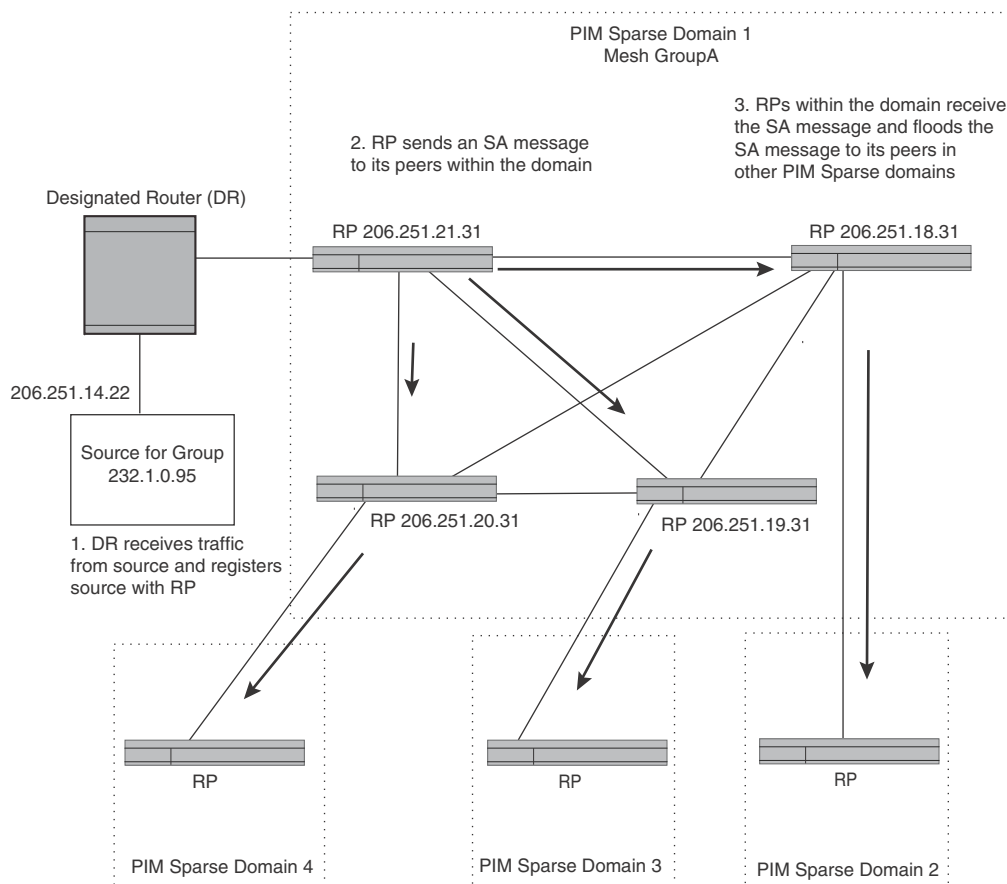 PIM Sparse Domain 1
Mesh GroupA
3. RPs within the domain receive
the SA message and floods the
SA message to its peers in
other PIM Sparse domains
2. RP sends an SA message
to its peers within the domain
Designated Router (DR)
RP 206.251.21.31
RP 206.251.18.31
206.251.14.22
Source for Group
232.1.0.95
RP 206.251.20.31
RP 206.251.19.31
1. DR receives traffic
from source and registers
source with RP
RP
RP
RP
PIM Sparse Domain 4
PIM Sparse Domain 3
PIM Sparse Domain 2